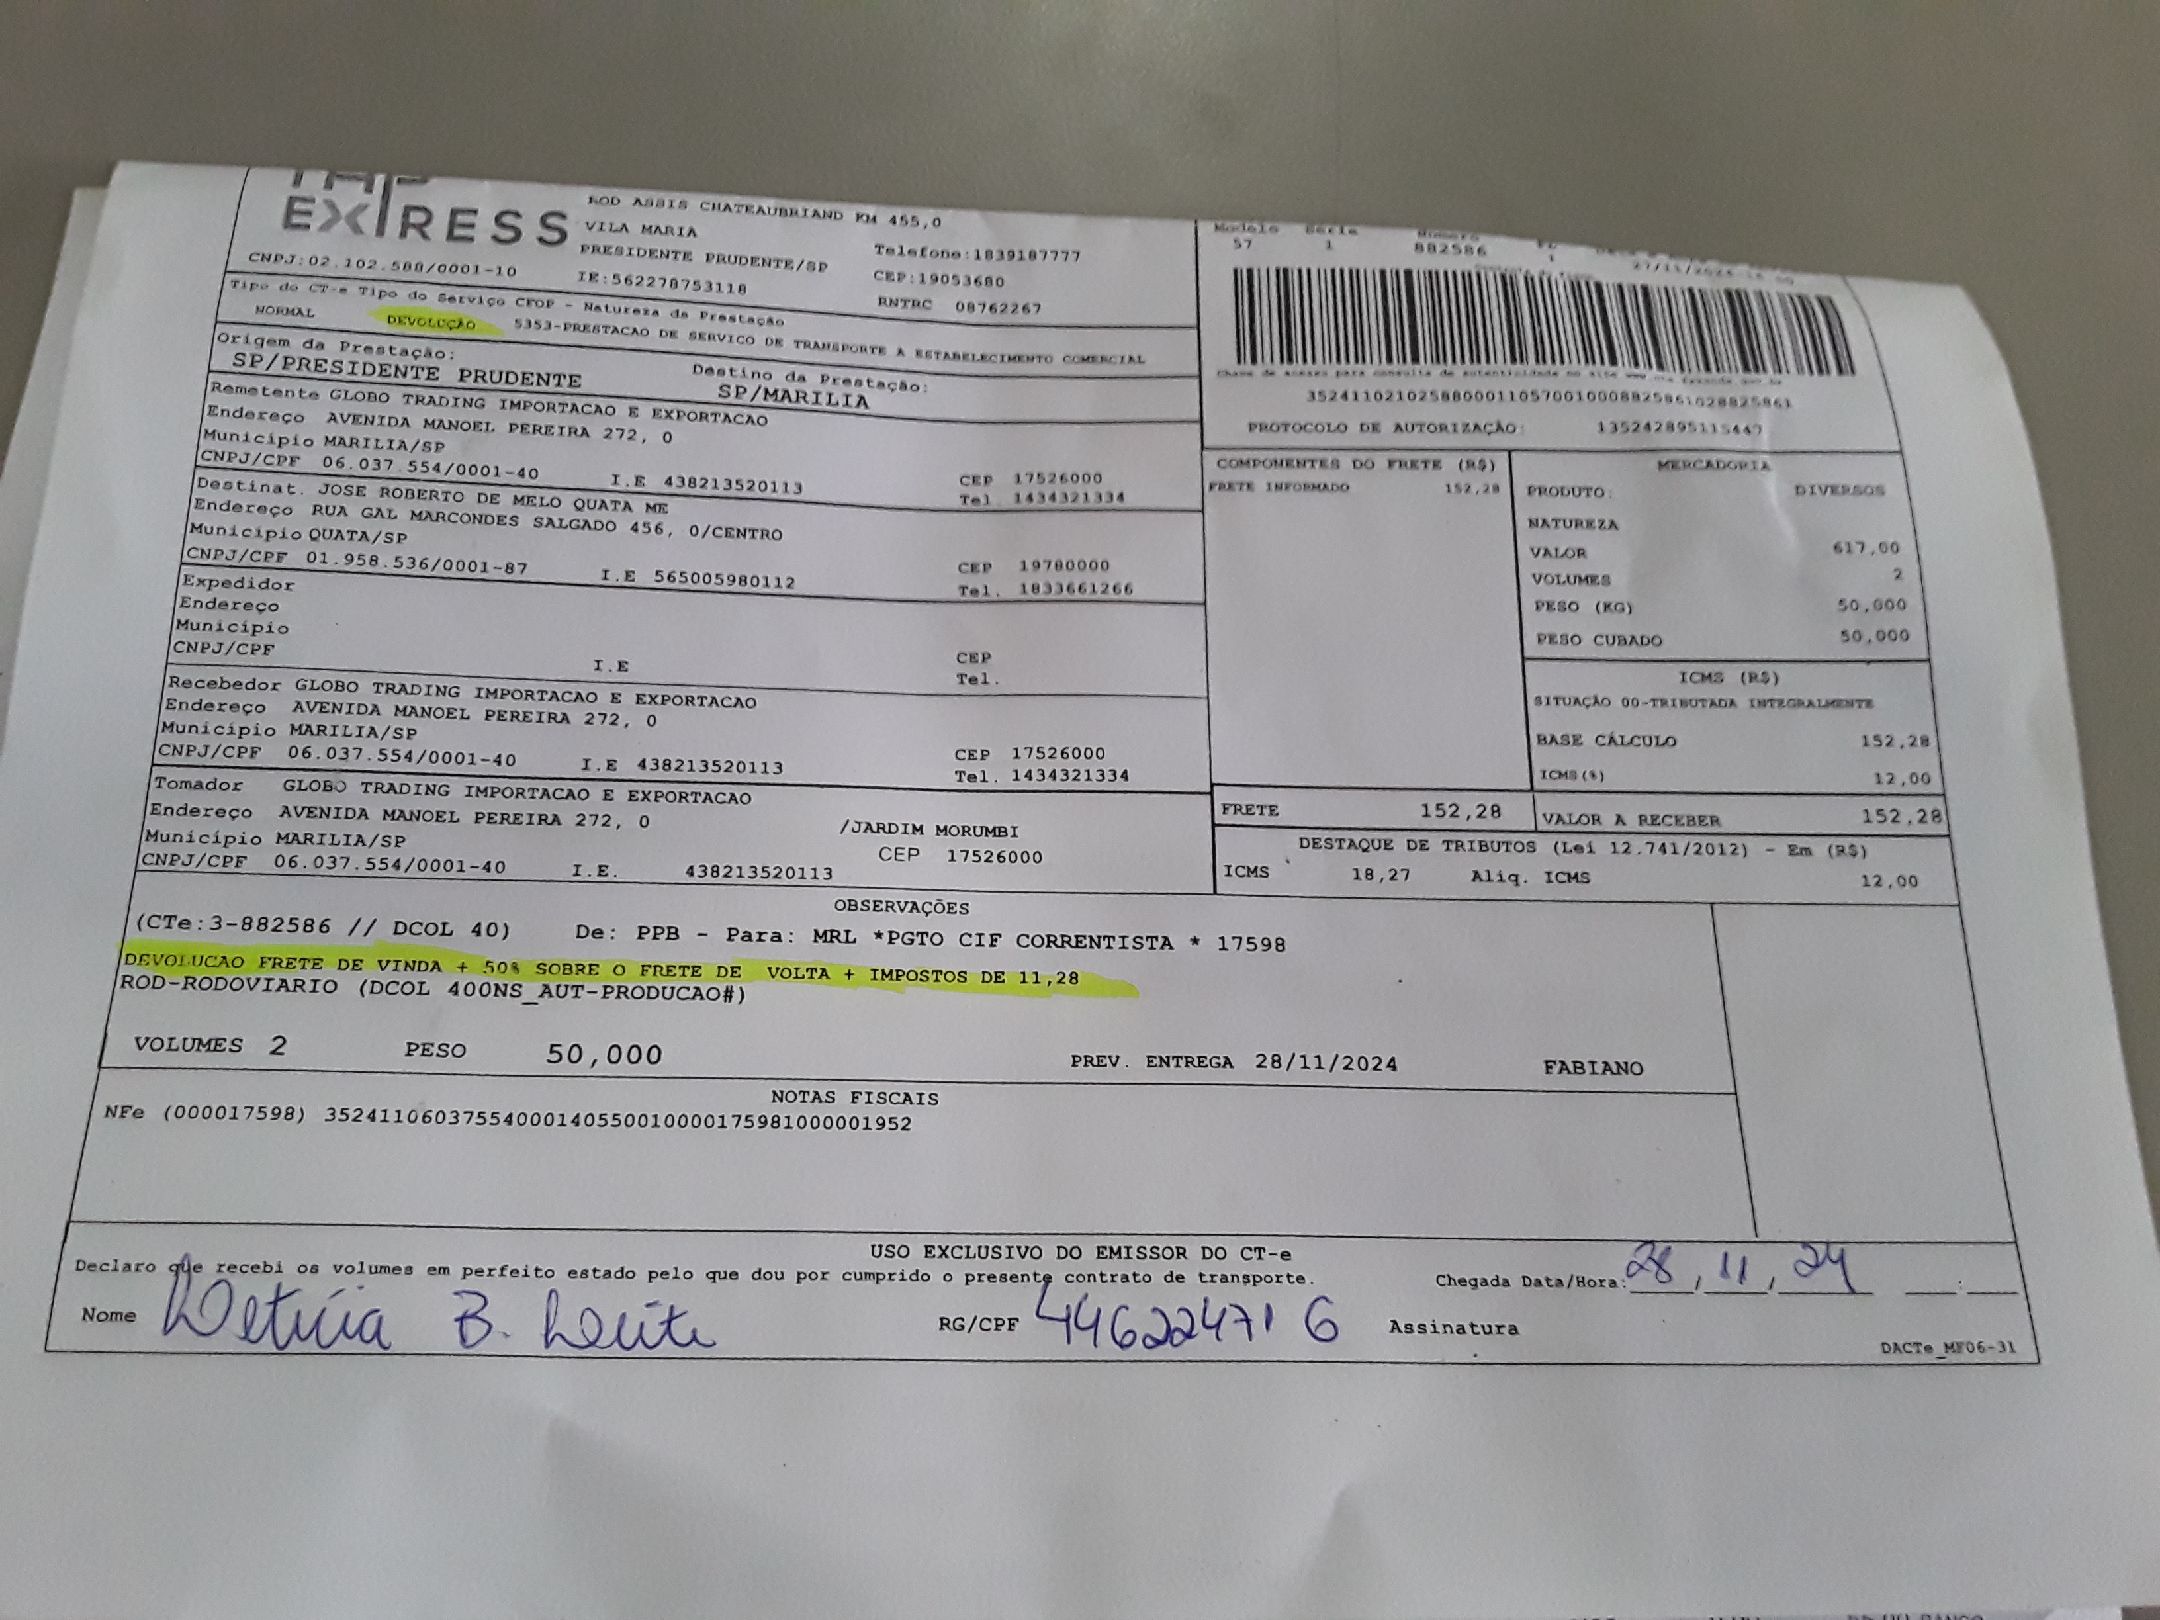 EXPRESS
ROD ASSIS CHATEAUBRIAND KM 455,0
VILA MARIA
PRESIDENTE PRUDENTE/SP Telefone:1839187777
CNPJ:02.102.588/0001-10 IE:562278753118 CEP:19053680
RNTRC 08762267
Modelo Série Número
57 1 882586 1
Tipo do CT-e Tipo do Serviço CFOP - Natureza da Prestação
NORMAL DEVOLUÇÃO 5353-PRESTACAO DE SERVICO DE TRANSPORTE A ESTABELECIMENTO COMERCIAL
Origem da Prestação: Destino da Prestação:
SP/PRESIDENTE PRUDENTE SP/MARILIA
Chave de acesso para consulta de autenticidade no site
PROTOCOLO DE AUTORIZAÇÃO:
Remetente GLOBO TRADING IMPORTACAO E EXPORTACAO
Endereço AVENIDA MANOEL PEREIRA 272, 0
Município MARILIA/SP
CNPJ/CPF 06.037.554/0001-40 I.E 438213520113 CEP 17526000
Tel. 1434321334
Destinat. JOSE ROBERTO DE MELO QUATA ME
Endereço RUA GAL MARCONDES SALGADO 456, 0/CENTRO
Município QUATA/SP
CNPJ/CPF 01.958.536/0001-87 I.E 565005980112 CEP 19780000
Tel. 1833661266
Expedidor
Endereço
Município
CNPJ/CPF I.E CEP
Tel.
Recebedor GLOBO TRADING IMPORTACAO E EXPORTACAO
Endereço AVENIDA MANOEL PEREIRA 272, 0
Município MARILIA/SP
CNPJ/CPF 06.037.554/0001-40 I.E 438213520113 CEP 17526000
Tel. 1434321334
Tomador GLOBO TRADING IMPORTACAO E EXPORTACAO
Endereço AVENIDA MANOEL PEREIRA 272, 0 /JARDIM MORUMBI
Município MARILIA/SP CEP 17526000
CNPJ/CPF 06.037.554/0001-40 I.E. 438213520113
COMPONENTES DO FRETE (R$)
FRETE INFORMADO 152,28
MERCADORIA
PRODUTO: DIVERSOS
NATUREZA
VALOR 617,00
VOLUMES 2
PESO (KG) 50,000
PESO CUBADO 50,000
ICMS (R$)
SITUAÇÃO 00-TRIBUTADA INTEGRALMENTE
BASE CÁLCULO 152,28
ICMS(%) 12,00
FRETE 152,28 VALOR A RECEBER 152,28
DESTAQUE DE TRIBUTOS (Lei 12.741/2012) - Em (R$)
ICMS 18,27 Aliq. ICMS 12,00
OBSERVAÇÕES
(CTe:3-882586 // DCOL 40) De: PPB - Para: MRL *PGTO CIF CORRENTISTA * 17598
DEVOLUCAO FRETE DE VINDA + 50% SOBRE O FRETE DE VOLTA + IMPOSTOS DE 11,28
ROD-RODOVIARIO (DCOL 400NS_AUT-PRODUCAO#)
VOLUMES 2 PESO 50,000 PREV. ENTREGA 28/11/2024 FABIANO
NOTAS FISCAIS
NFe (000017598) 35241106037554000140550010000175981000001952
USO EXCLUSIVO DO EMISSOR DO CT-e
Declaro que recebi os volumes em perfeito estado pelo que dou por cumprido o presente contrato de transporte. Chegada Data/Hora: 28, 11, 24 :
Nome Leticia B. Leite RG/CPF 446224716 Assinatura
DACTe_MF06-31